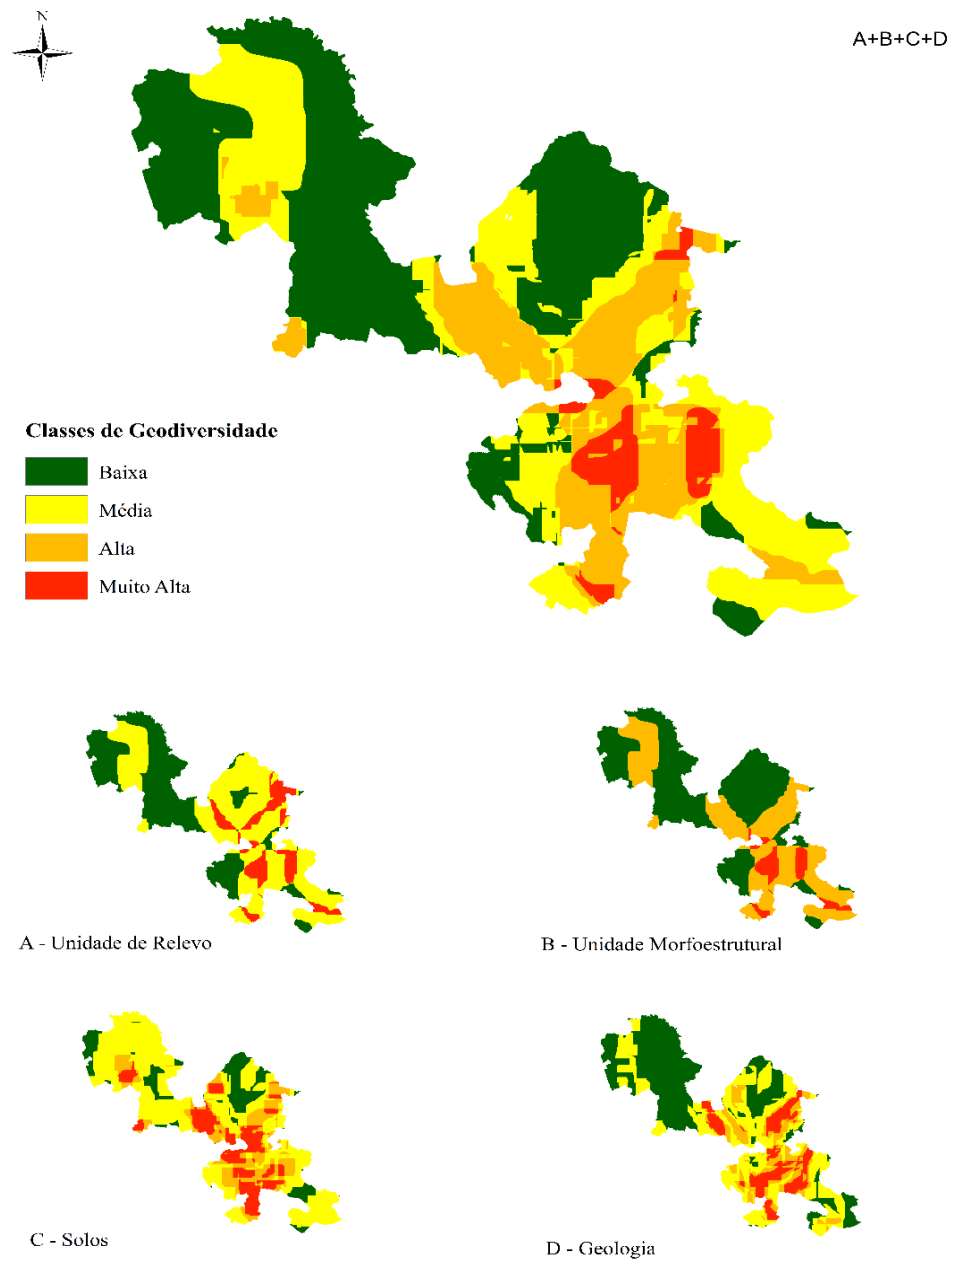 N
A+B+C+D
Classes de Geodiversidade
Baixa
Média
Alta
Muito Alta
A - Unidade de Relevo
B - Unidade Morfoestrutural
C - Solos
D - Geologia